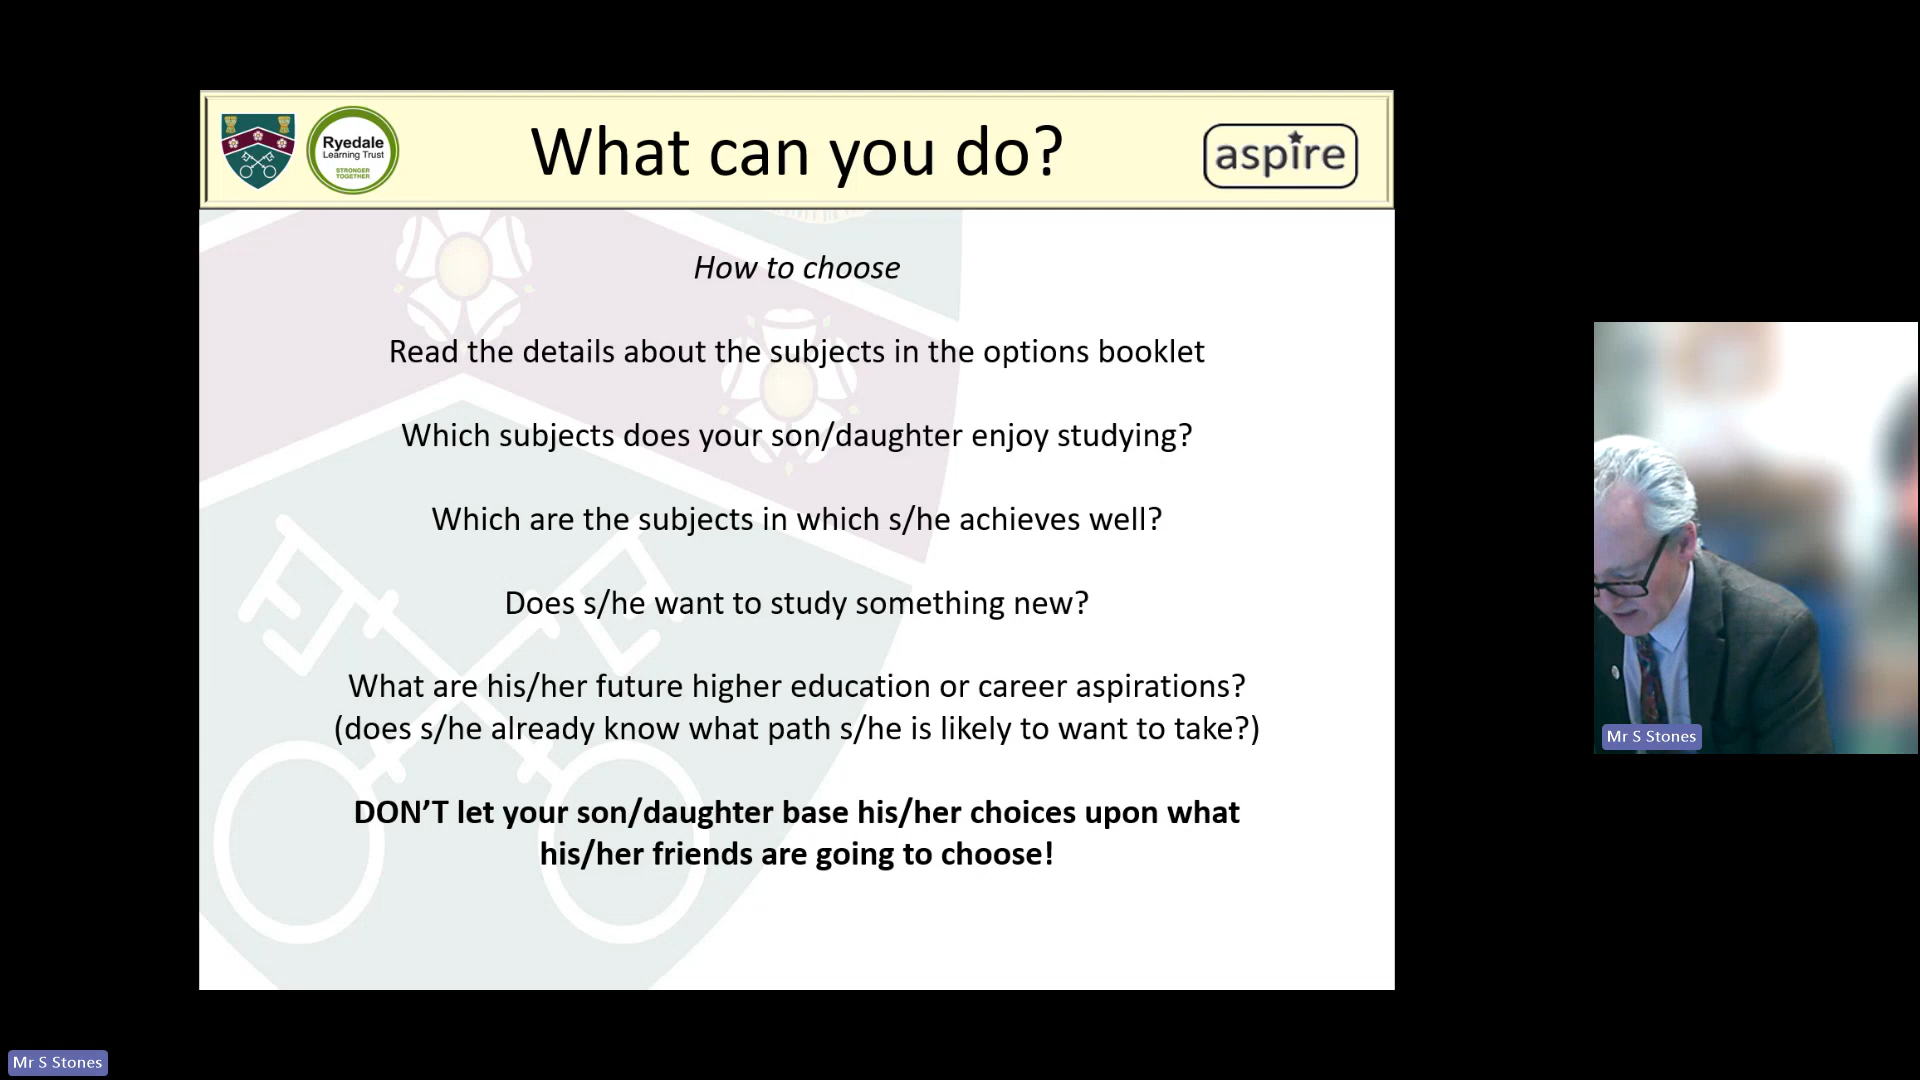 Ryedale
Learning Trust
STRONGER
TOGETHER
What can you do?
aspire
How to choose
Read the details about the subjects in the options booklet
Which subjects does your son/daughter enjoy studying?
Which are the subjects in which s/he achieves well?
Does s/he want to study something new?
What are his/her future higher education or career aspirations?
(does s/he already know what path s/he is likely to want to take?)
DON’T let your son/daughter base his/her choices upon what
his/her friends are going to choose!
Mr S Stones
Mr S Stones